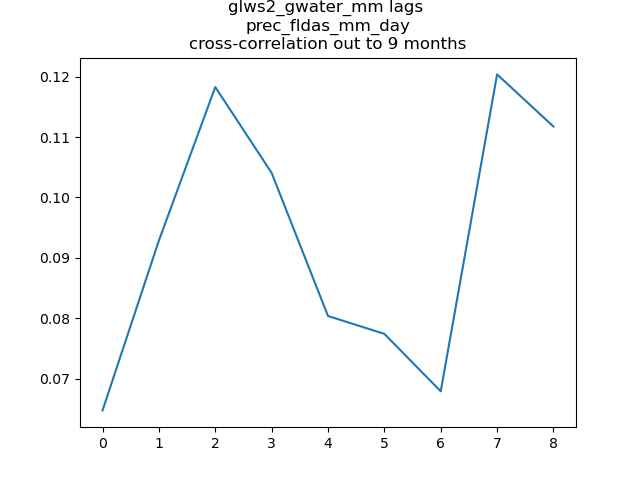 glws2_gwater_mm lags
prec_fldas_mm_day
cross-correlation out to 9 months
0.12
0.11
0.10
0.09
0.08
0.07
0 1 2 3 4 5 6 7 8